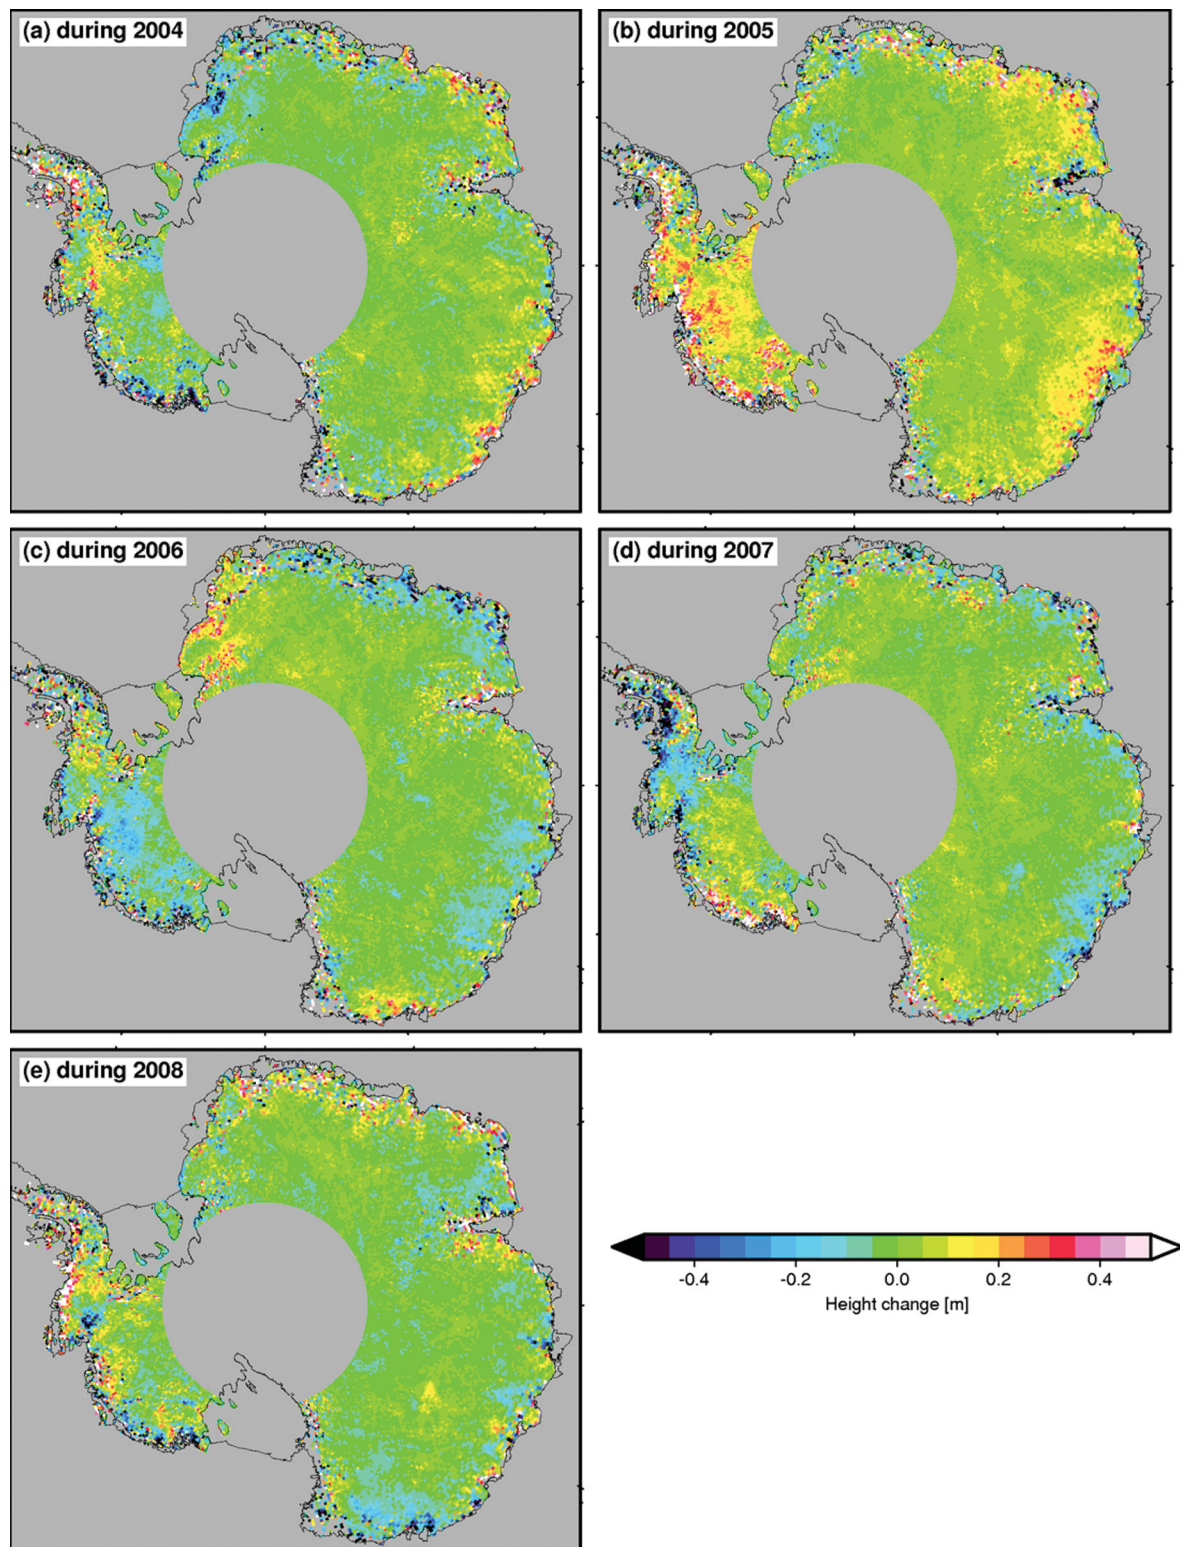 (a) during 2004
(b) during 2005
(c) during 2006
(d) during 2007
(e) during 2008
-0.4 -0.2 0.0 0.2 0.4
Height change [m]